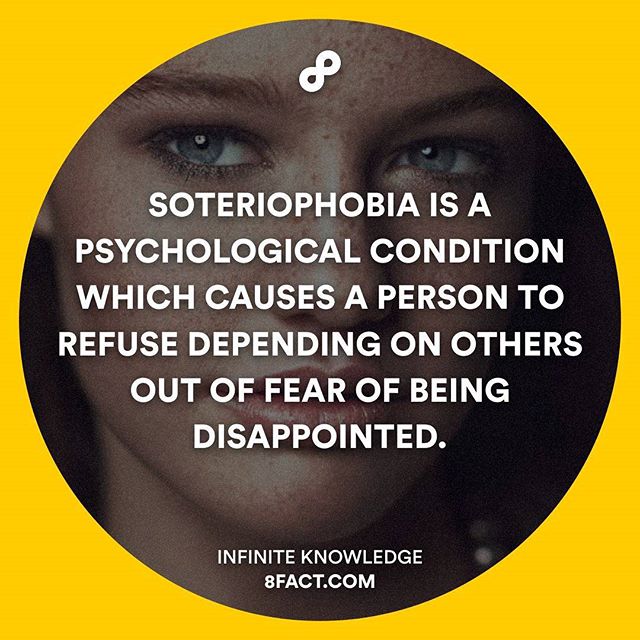 SOTERIOPHOBIA IS A
PSYCHOLOGICAL CONDITION
WHICH CAUSES A PERSON TO
REFUSE DEPENDING ON OTHERS
OUT OF FEAR OF BEING
DISAPPOINTED.
INFINITE KNOWLEDGE
8FACT.COM